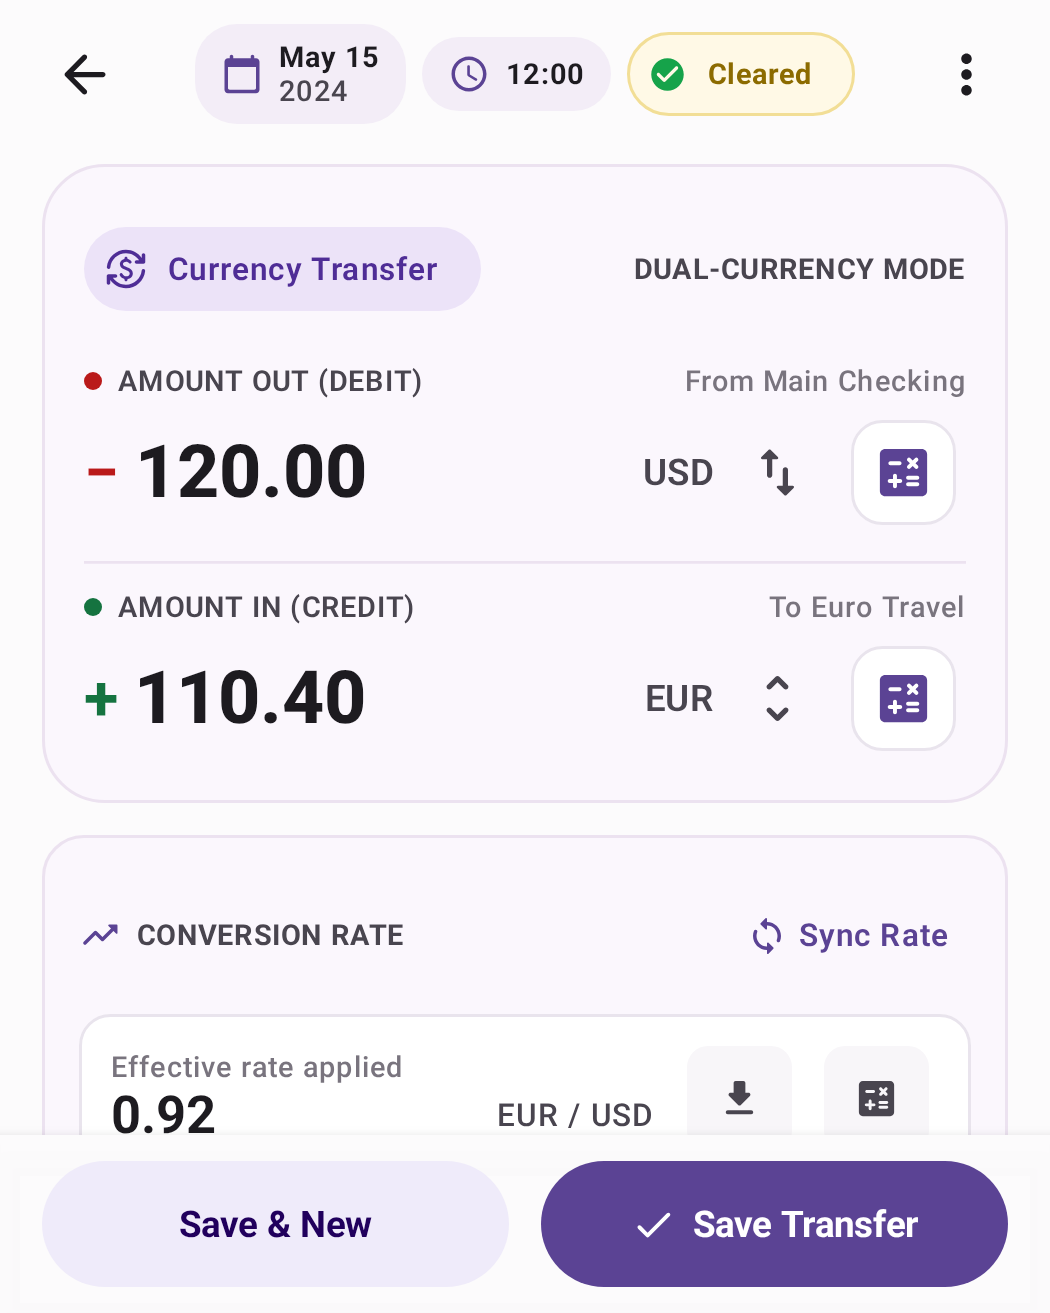 May 15
2024
12:00
Cleared
Currency Transfer
DUAL-CURRENCY MODE
AMOUNT OUT (DEBIT)
From Main Checking
− 120.00
USD
AMOUNT IN (CREDIT)
To Euro Travel
+ 110.40
EUR
CONVERSION RATE
Sync Rate
Effective rate applied
0.92
EUR / USD
Save & New
Save Transfer